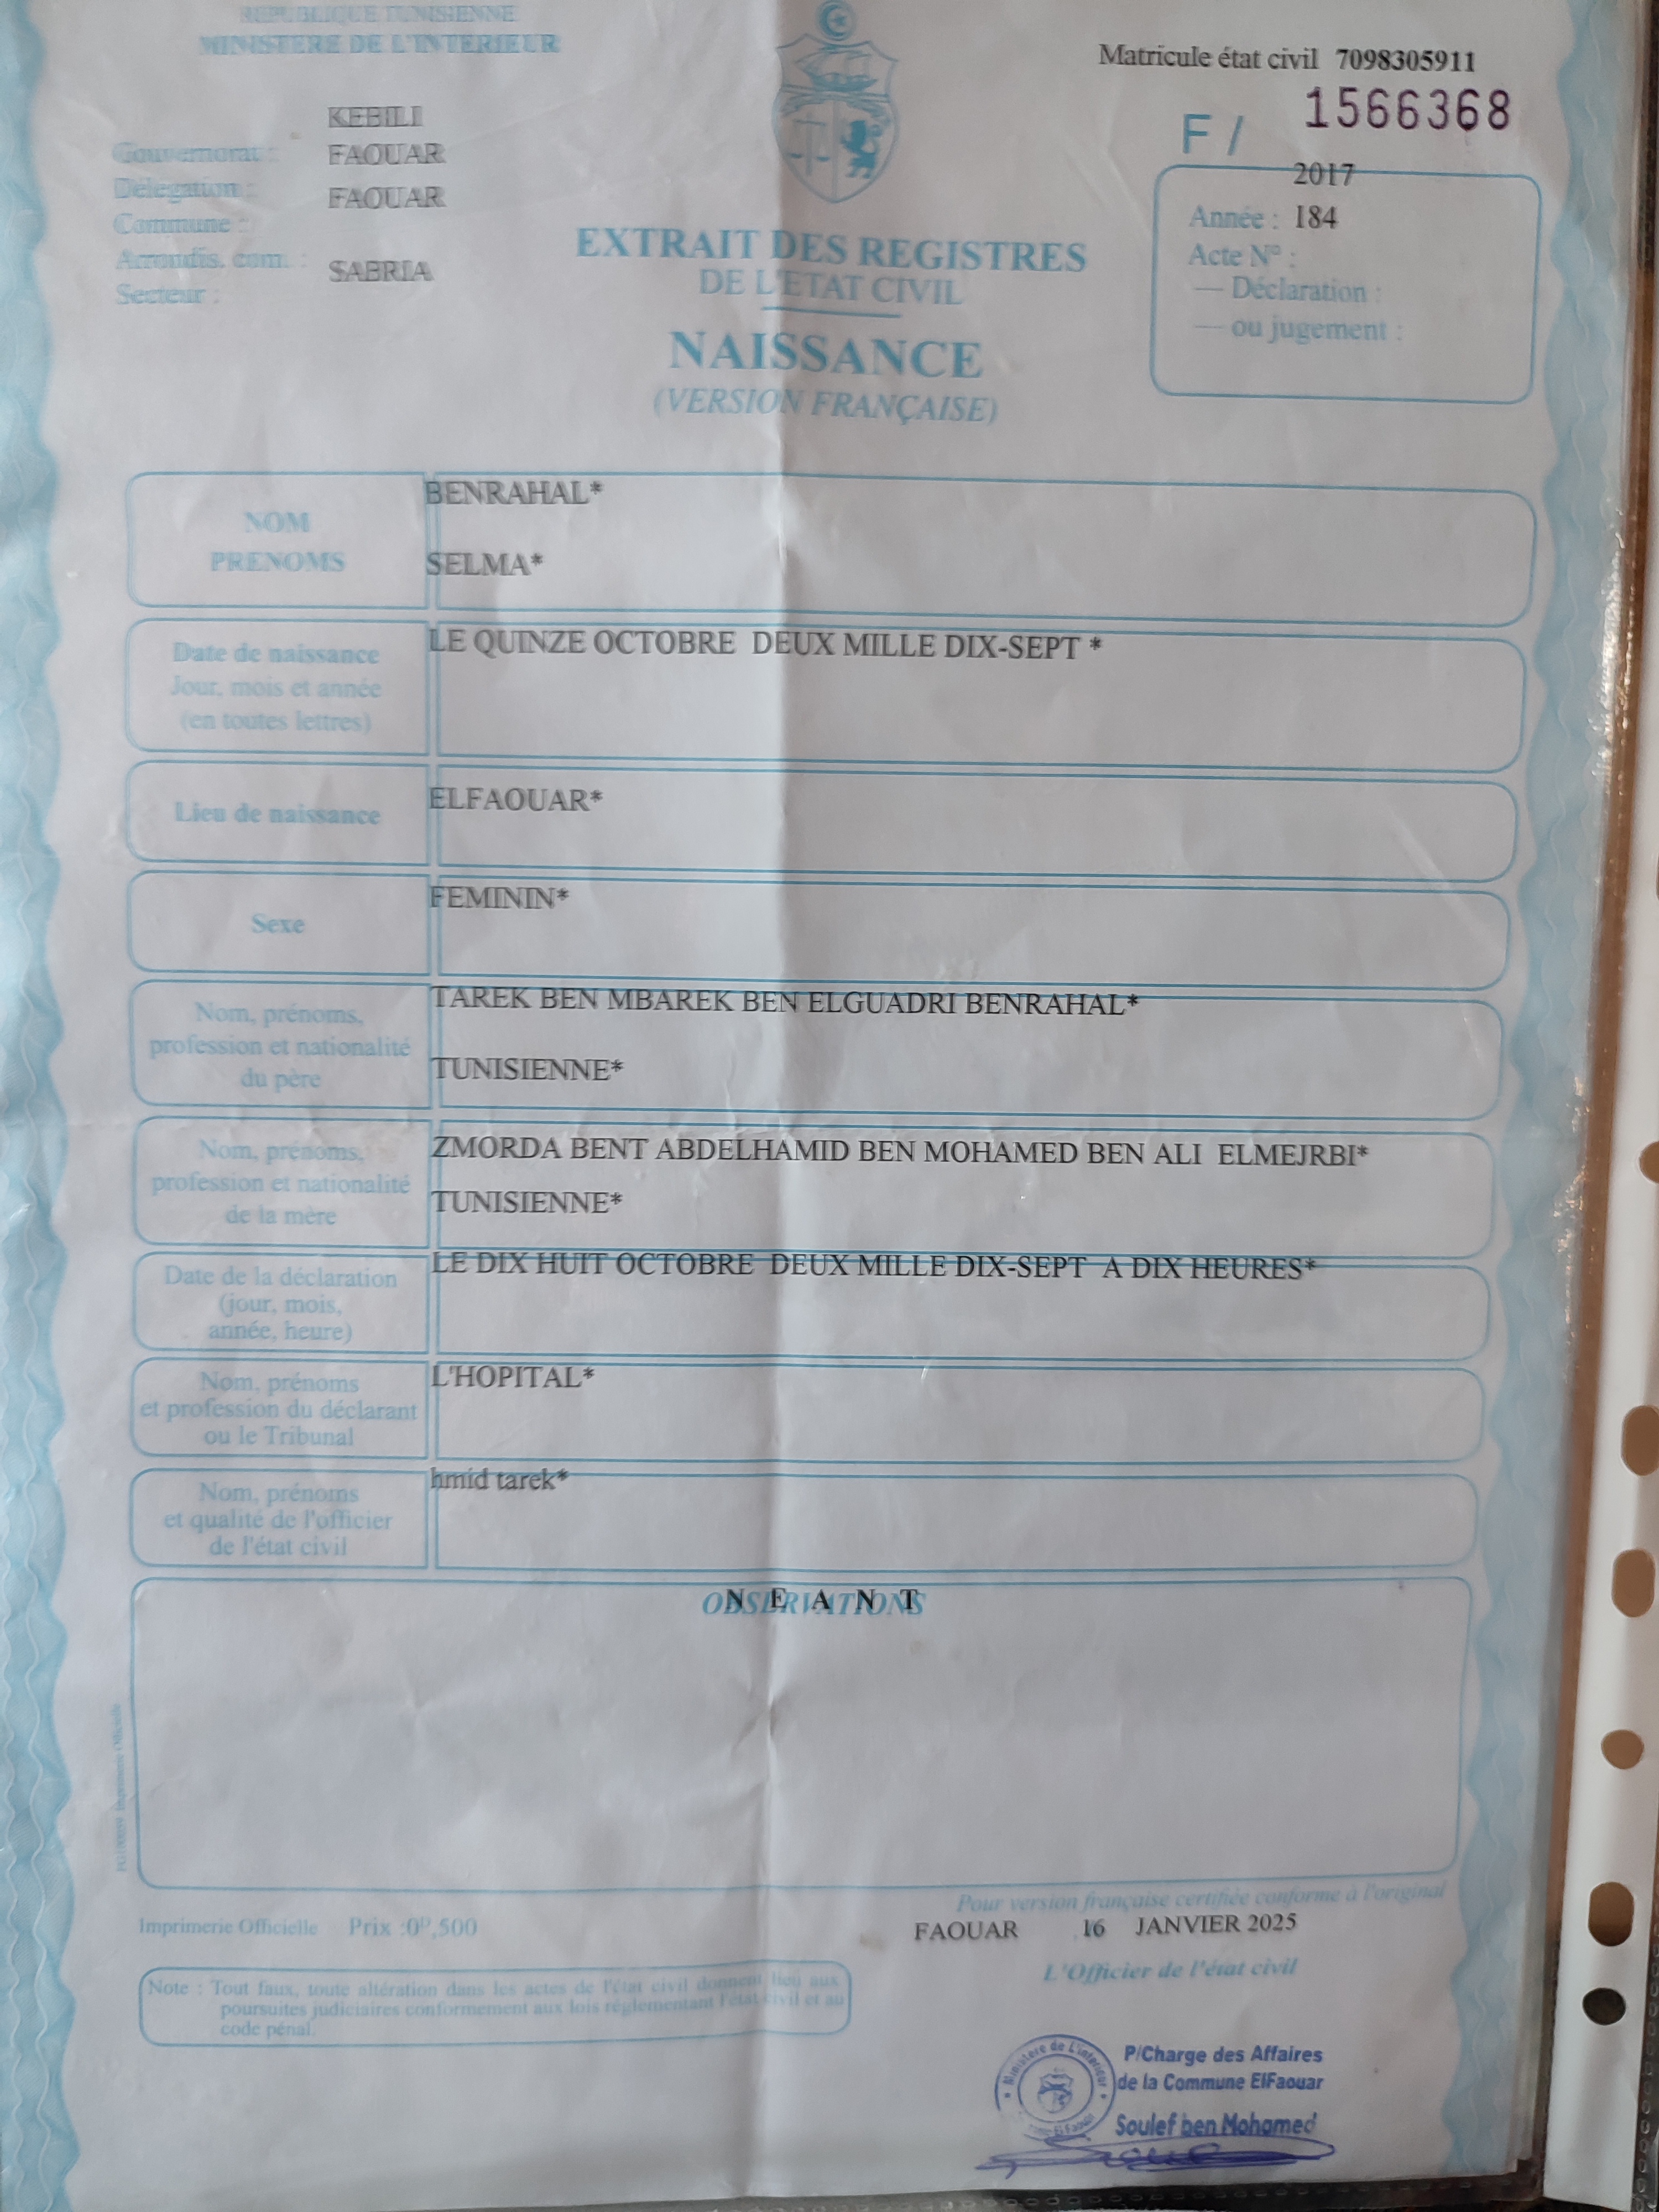 REPUBLIQUE TUNISIENNE
MINISTERE DE L'INTERIEUR
Matricule état civil 7098305911
F / 1566368
KEBILI
Gouvernorat : FAOUAR
Délégation :
Commune : FAOUAR
Arrondis. com. :
Secteur : SABRIA
2017
Année : 184
Acte N° :
— Déclaration :
— ou jugement :
EXTRAIT DES REGISTRES
DE L'ETAT CIVIL
NAISSANCE
(VERSION FRANÇAISE)
NOM
PRENOMS
BENRAHAL*
SELMA*
Date de naissance
Jour, mois et année
(en toutes lettres)
LE QUINZE OCTOBRE DEUX MILLE DIX-SEPT *
Lieu de naissance
ELFAOUAR*
Sexe
FEMININ*
Nom, prénoms,
profession et nationalité
du père
TAREK BEN MBAREK BEN ELGUADRI BENRAHAL*
TUNISIENNE*
Nom, prénoms,
profession et nationalité
de la mère
ZMORDA BENT ABDELHAMID BEN MOHAMED BEN ALI ELMEJRBI*
TUNISIENNE*
Date de la déclaration
(jour, mois,
année, heure)
LE DIX HUIT OCTOBRE DEUX MILLE DIX-SEPT A DIX HEURES*
Nom, prénoms
et profession du déclarant
ou le Tribunal
L'HOPITAL*
Nom, prénoms
et qualité de l'officier
de l'état civil
hmid tarek*
OBSERVATIONS
N E A N T
Imprimerie Officielle
Pour version française certifiée conforme à l'original
Imprimerie Officielle Prix :0ᴰ,500
FAOUAR 16 JANVIER 2025
L'Officier de l'état civil
Note : Tout faux, toute altération dans les actes de l'état civil donnent lieu aux
poursuites judiciaires conformement aux lois réglementant l'état civil et au
code pénal.
Ministère de L'intérieur
P/Charge des Affaires
de la Commune ElFaouar
Soulef ben Mohamed